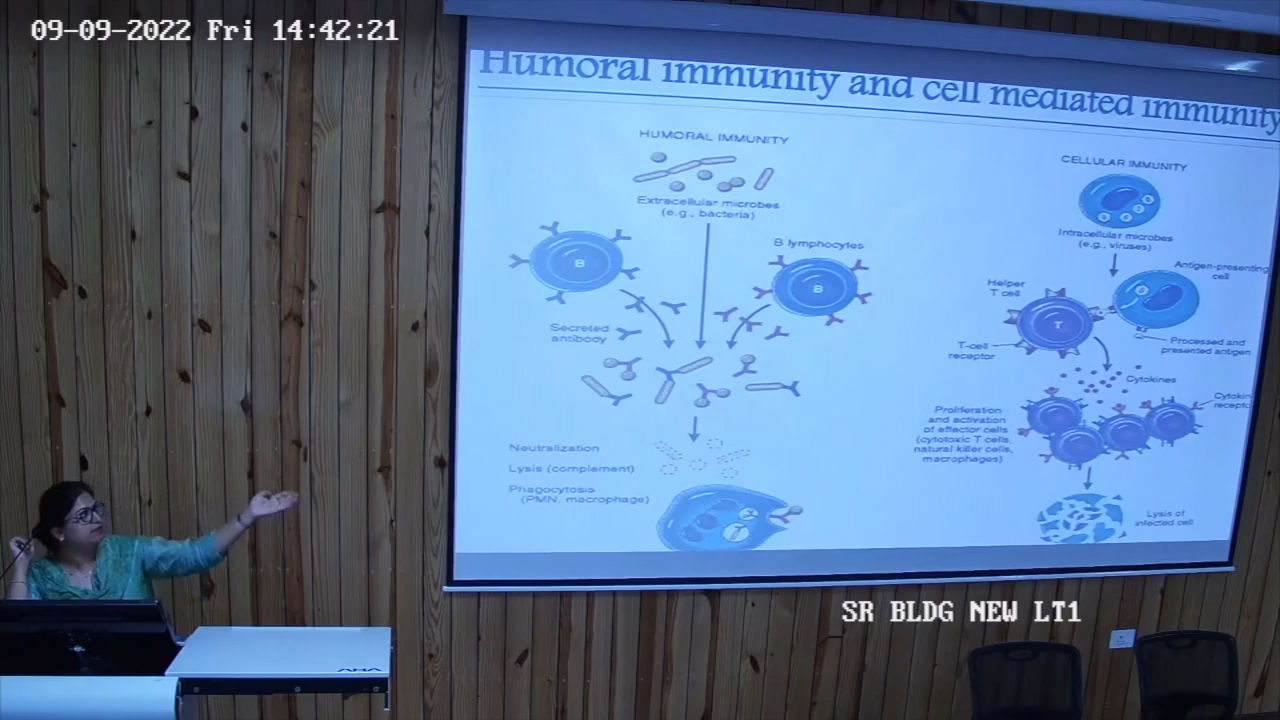 09-09-2022 Fri 14:42:21
Humoral immunity and cell mediated immunity
HUMORAL IMMUNITY
Extracellular microbes
(e.g., bacteria)
B
B lymphocytes
B
Secreted
antibody
Neutralization
Lysis (complement)
Phagocytosis
(PMN, macrophage)
CELLULAR IMMUNITY
Intracellular microbes
(e.g., viruses)
Antigen-presenting
cell
Helper
T cell
T
T-cell
receptor
Processed and
presented antigen
Cytokines
Proliferation
and activation
of effector cells
(cytotoxic T cells,
natural killer cells,
macrophages)
Lysis of
infected cell
SR BLDG NEW LT1
AHA